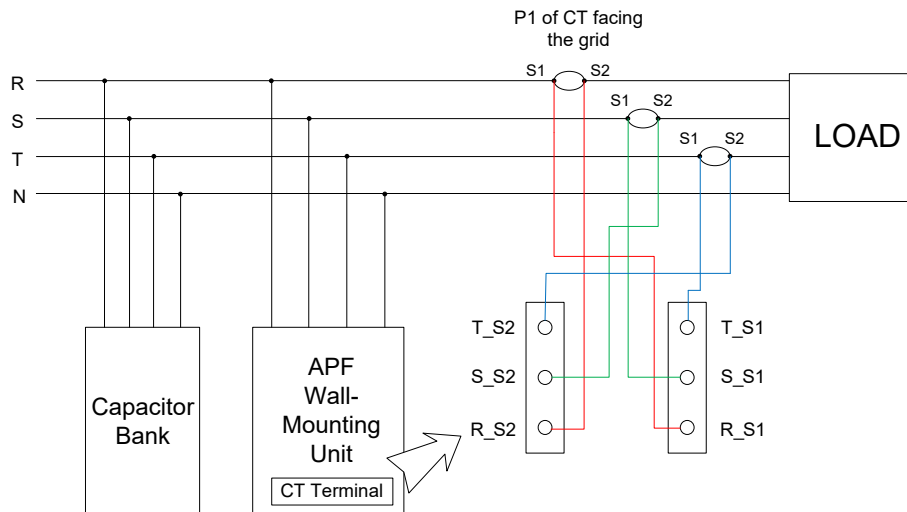 P1 of CT facing
the grid
R
S1
S2
S
S1
S2
T
S1
S2
N
LOAD
T_S2
T_S1
S_S2
S_S1
R_S2
R_S1
Capacitor
Bank
APF
Wall-
Mounting
Unit
CT Terminal